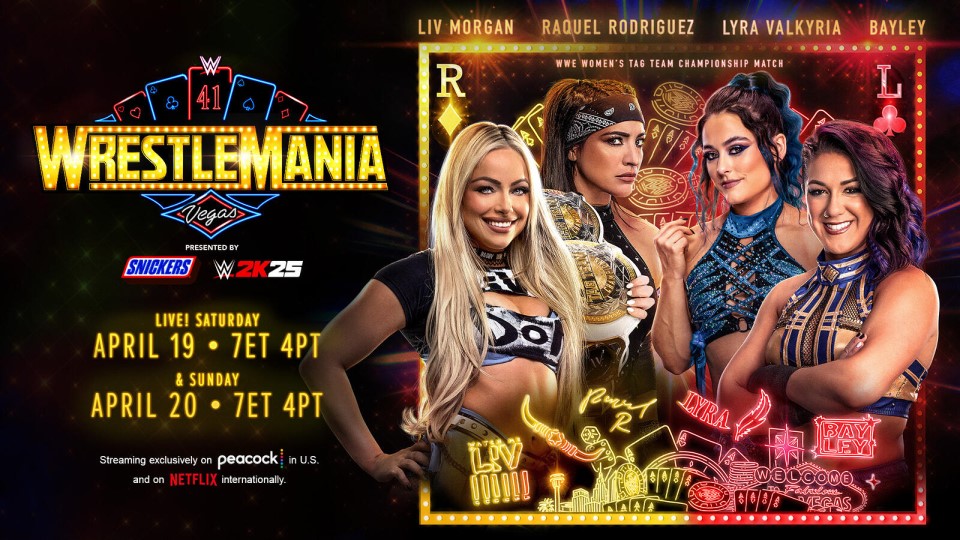 LIV MORGAN RAQUEL RODRIGUEZ LYRA VALKYRIA BAYLEY
WWE WOMEN'S TAG TEAM CHAMPIONSHIP MATCH
R
L
W
41
WRESTLEMANIA
Vegas
PRESENTED BY
SNICKERS
W 2K25
LIVE! SATURDAY
APRIL 19 • 7ET 4PT
& SUNDAY
APRIL 20 • 7ET 4PT
Streaming exclusively on peacock in U.S.
and on NETFLIX internationally.
LIV
LYRA
BAY
LEY
WELCOME
Fabulous
VEGAS